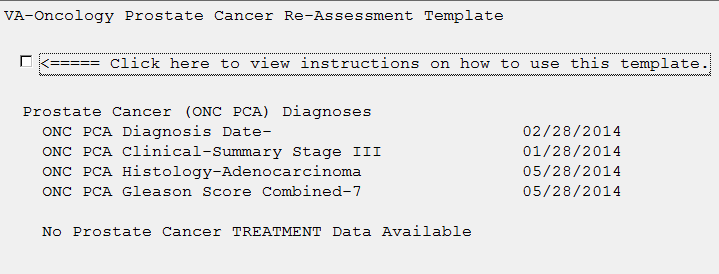 VA-Oncology Prostate Cancer Re-Assessment Template
<===== Click here to view instructions on how to use this template.
Prostate Cancer (ONC PCA) Diagnoses
ONC PCA Diagnosis Date- 02/28/2014
ONC PCA Clinical-Summary Stage III 01/28/2014
ONC PCA Histology-Adenocarcinoma 05/28/2014
ONC PCA Gleason Score Combined-7 05/28/2014
No Prostate Cancer TREATMENT Data Available